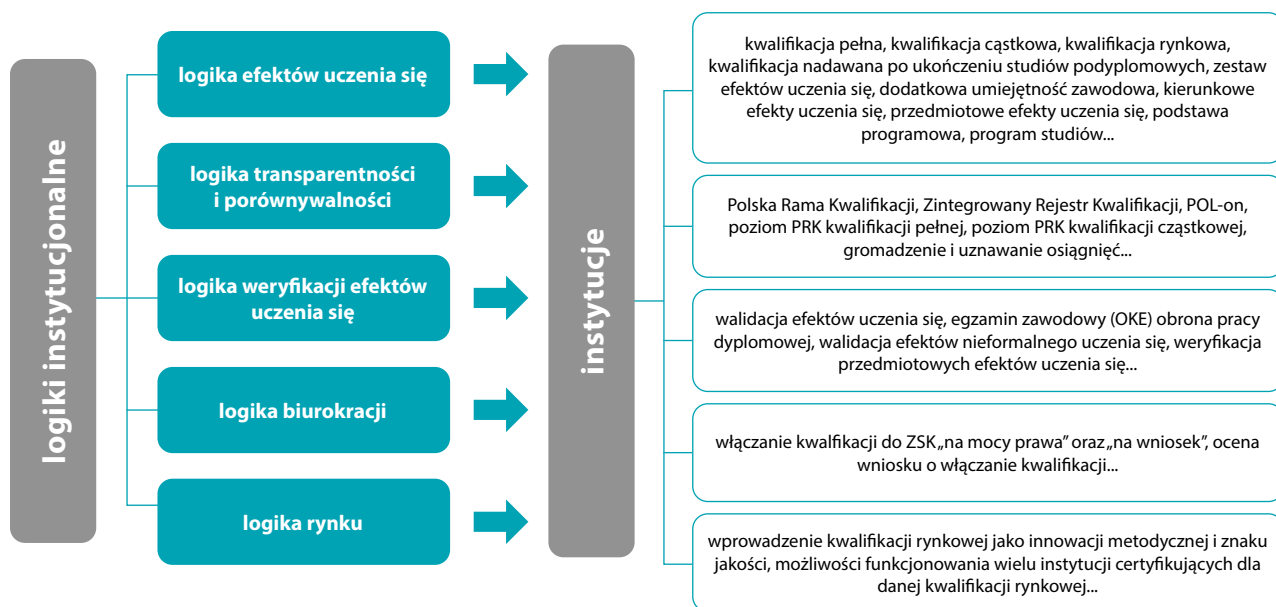 logiki instytucjonalne
logika efektów uczenia się
logika transparentności
i porównywalności
logika weryfikacji efektów
uczenia się
logika biurokracji
logika rynku
instytucje
kwalifikacja pełna, kwalifikacja cąstkowa, kwalifikacja rynkowa,
kwalifikacja nadawana po ukończeniu studiów podyplomowych, zestaw
efektów uczenia się, dodatkowa umiejętność zawodowa, kierunkowe
efekty uczenia się, przedmiotowe efekty uczenia się, podstawa
programowa, program studiów...
Polska Rama Kwalifikacji, Zintegrowany Rejestr Kwalifikacji, POL-on,
poziom PRK kwalifikacji pełnej, poziom PRK kwalifikacji cząstkowej,
gromadzenie i uznawanie osiągnięć...
walidacja efektów uczenia się, egzamin zawodowy (OKE) obrona pracy
dyplomowej, walidacja efektów nieformalnego uczenia się, weryfikacja
przedmiotowych efektów uczenia się...
włączanie kwalfikacji do ZSK „na mocy prawa” oraz „na wniosek”, ocena
wniosku o włączanie kwalifikacji...
wprowadzenie kwalifikacji rynkowej jako innowacji metodycznej i znaku
jakości, możliwości funkcjonowania wielu instytucji certyfikujących dla
danej kwalifikacji rynkowej...